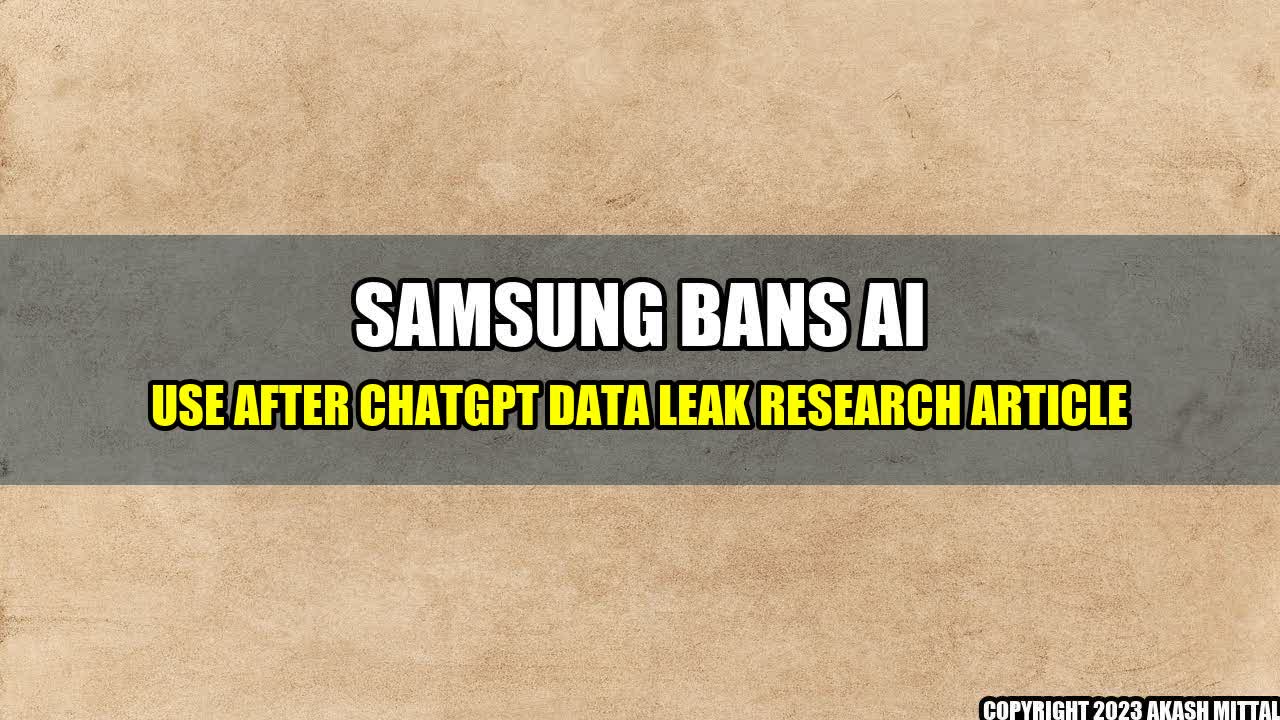 SAMSUNG BANS AI
USE AFTER CHATGPT DATA LEAK RESEARCH ARTICLE
COPYRIGHT 2023 AKASH MITTAL